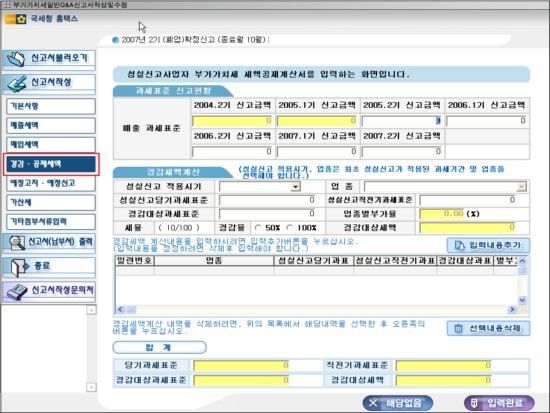 부가가치세일반Q&A신고서작성및수정
국세청 홈택스
2007년 2기 (폐업)확정신고 (종료월 10월) :
신고서불러오기
신고서작성
기본사항
매출세액
매입세액
경감 · 공제세액
예정고지 · 예정신고
가산세
기타첨부서류입력
신고서(납부서) 출력
종료
신고서작성문의처
성실신고사업자 부가가치세 세액공제계산서를 입력하는 화면입니다.
과세표준 신고현황
매출 과세표준
2004.2기 신고금액 2005.1기 신고금액 2005.2기 신고금액 2006.1기 신고금액
0 0 0
2006.2기 신고금액 2007.1기 신고금액 2007.2기 신고금액
0 0 0
경감세액계산
(성실신고 적용시기, 업종은 최초 성실신고가 적용된 과세기간 및 업종을
선택해야 합니다.)
성실신고 적용시기 업 종
성실신고당기과세표준 0 성실신고직전기과세표준 0
경감대상과세표준 0 업종별부가율 0.00 (%)
세율 ( 10/100 ) 경감율 50% 100% 경감대상세액 0
경감세액 계산내용을 입력하시려면 입력추가버튼을 누르십시오.
(입력내용을 정정하려면 삭제후 입력해야 합니다.)
입력내용추가
일련번호 업종 성실신고당기과표 성실신고직전기과표 경감대상과표 별부가
경감세액계산 내역을 삭제하려면, 위의 목록에서 해당내역을 선택한 후 오른쪽의
버튼을 누르십시오.
선택내용삭제
합 계
당기과세표준 0 직전기과세표준 0
경감대상과세표준 0 경감대상세액 0
해당없음 입력완료